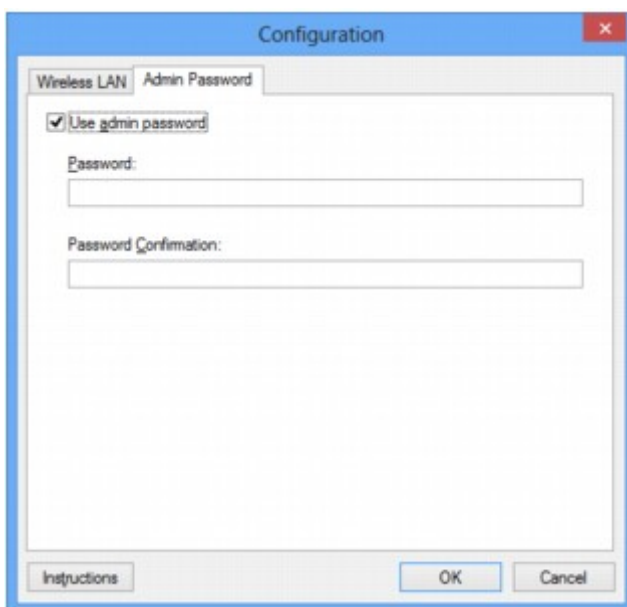 Configuration
Wireless LAN Admin Password
Use admin password
Password:
Password Confirmation:
Instructions OK Cancel